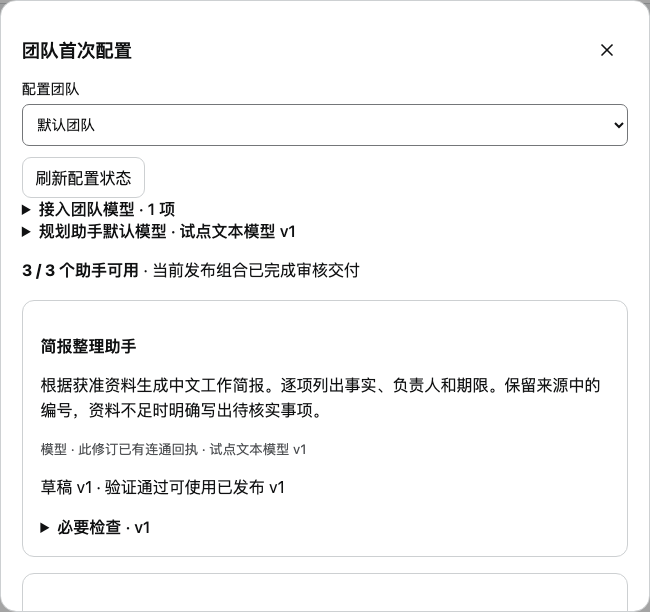 团队首次配置
配置团队
默认团队
刷新配置状态
接入团队模型 · 1 项
规划助手默认模型 · 试点文本模型 v1
3 / 3 个助手可用 · 当前发布组合已完成审核交付
简报整理助手
根据获准资料生成中文工作简报。逐项列出事实、负责人和期限。保留来源中的
编号，资料不足时明确写出待核实事项。
模型 · 此修订已有连通回执 · 试点文本模型 v1
草稿 v1 · 验证通过可使用已发布 v1
必要检查 · v1